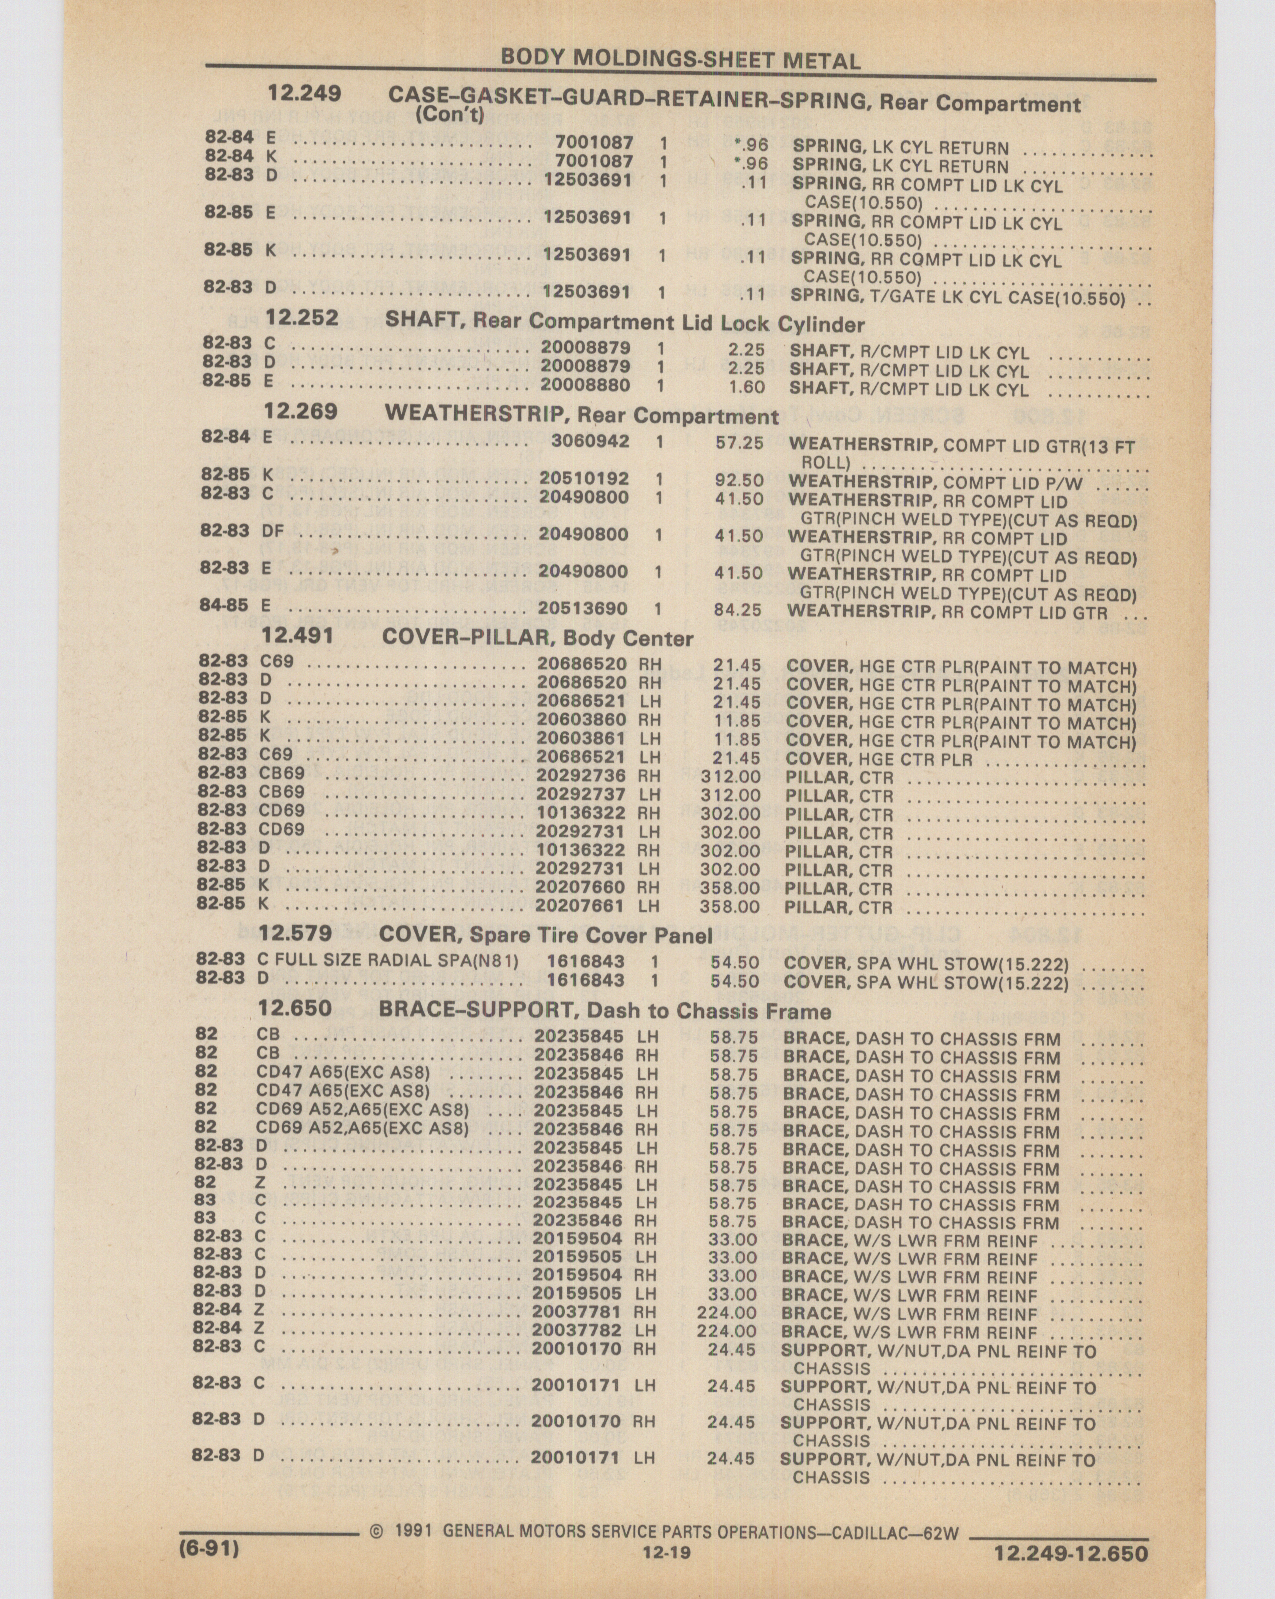 BODY MOLDINGS-SHEET METAL
12.249 CASE–GASKET–GUARD–RETAINER–SPRING, Rear Compartment
(Con't)
82-84 E .......................... 7001087 1 *.96 SPRING, LK CYL RETURN ..............
82-84 K .......................... 7001087 1 *.96 SPRING, LK CYL RETURN ..............
82-83 D .......................... 12503691 1 .11 SPRING, RR COMPT LID LK CYL
CASE(10.550) .......................
82-85 E .......................... 12503691 1 .11 SPRING, RR COMPT LID LK CYL
CASE(10.550) .......................
82-85 K .......................... 12503691 1 .11 SPRING, RR COMPT LID LK CYL
CASE(10.550) .......................
82-83 D .......................... 12503691 1 .11 SPRING, T/GATE LK CYL CASE(10.550) ..
12.252 SHAFT, Rear Compartment Lid Lock Cylinder
82-83 C .......................... 20008879 1 2.25 SHAFT, R/CMPT LID LK CYL ...........
82-83 D .......................... 20008879 1 2.25 SHAFT, R/CMPT LID LK CYL ...........
82-85 E .......................... 20008880 1 1.60 SHAFT, R/CMPT LID LK CYL ...........
12.269 WEATHERSTRIP, Rear Compartment
82-84 E .......................... 3060942 1 57.25 WEATHERSTRIP, COMPT LID GTR(13 FT
ROLL) ..............................
82-85 K .......................... 20510192 1 92.50 WEATHERSTRIP, COMPT LID P/W ......
82-83 C .......................... 20490800 1 41.50 WEATHERSTRIP, RR COMPT LID
GTR(PINCH WELD TYPE)(CUT AS REQD)
82-83 DF ......................... 20490800 1 41.50 WEATHERSTRIP, RR COMPT LID
GTR(PINCH WELD TYPE)(CUT AS REQD)
82-83 E .......................... 20490800 1 41.50 WEATHERSTRIP, RR COMPT LID
GTR(PINCH WELD TYPE)(CUT AS REQD)
84-85 E .......................... 20513690 1 84.25 WEATHERSTRIP, RR COMPT LID GTR ...
12.491 COVER–PILLAR, Body Center
82-83 C69 ........................ 20686520 RH 21.45 COVER, HGE CTR PLR(PAINT TO MATCH)
82-83 D .......................... 20686520 RH 21.45 COVER, HGE CTR PLR(PAINT TO MATCH)
82-83 D .......................... 20686521 LH 21.45 COVER, HGE CTR PLR(PAINT TO MATCH)
82-85 K .......................... 20603860 RH 11.85 COVER, HGE CTR PLR(PAINT TO MATCH)
82-85 K .......................... 20603861 LH 11.85 COVER, HGE CTR PLR(PAINT TO MATCH)
82-83 C69 ........................ 20686521 LH 21.45 COVER, HGE CTR PLR .................
82-83 CB69 ...................... 20292736 RH 312.00 PILLAR, CTR .........................
82-83 CB69 ...................... 20292737 LH 312.00 PILLAR, CTR .........................
82-83 CD69 ...................... 10136322 RH 302.00 PILLAR, CTR .........................
82-83 CD69 ...................... 20292731 LH 302.00 PILLAR, CTR .........................
82-83 D .......................... 10136322 RH 302.00 PILLAR, CTR .........................
82-83 D .......................... 20292731 LH 302.00 PILLAR, CTR .........................
82-85 K .......................... 20207660 RH 358.00 PILLAR, CTR .........................
82-85 K .......................... 20207661 LH 358.00 PILLAR, CTR .........................
12.579 COVER, Spare Tire Cover Panel
82-83 C FULL SIZE RADIAL SPA(N81) 1616843 1 54.50 COVER, SPA WHL STOW(15.222) .......
82-83 D .......................... 1616843 1 54.50 COVER, SPA WHL STOW(15.222) .......
12.650 BRACE–SUPPORT, Dash to Chassis Frame
82 CB ......................... 20235845 LH 58.75 BRACE, DASH TO CHASSIS FRM .......
82 CB ......................... 20235846 RH 58.75 BRACE, DASH TO CHASSIS FRM .......
82 CD47 A65(EXC AS8) ........ 20235845 LH 58.75 BRACE, DASH TO CHASSIS FRM .......
82 CD47 A65(EXC AS8) ........ 20235846 RH 58.75 BRACE, DASH TO CHASSIS FRM .......
82 CD69 A52,A65(EXC AS8) .... 20235845 LH 58.75 BRACE, DASH TO CHASSIS FRM .......
82 CD69 A52,A65(EXC AS8) .... 20235846 RH 58.75 BRACE, DASH TO CHASSIS FRM .......
82-83 D .......................... 20235845 LH 58.75 BRACE, DASH TO CHASSIS FRM .......
82-83 D .......................... 20235846 RH 58.75 BRACE, DASH TO CHASSIS FRM .......
82 Z .......................... 20235845 LH 58.75 BRACE, DASH TO CHASSIS FRM .......
83 C .......................... 20235845 LH 58.75 BRACE, DASH TO CHASSIS FRM .......
83 C .......................... 20235846 RH 58.75 BRACE, DASH TO CHASSIS FRM .......
82-83 C .......................... 20159504 RH 33.00 BRACE, W/S LWR FRM REINF ..........
82-83 C .......................... 20159505 LH 33.00 BRACE, W/S LWR FRM REINF ..........
82-83 D .......................... 20159504 RH 33.00 BRACE, W/S LWR FRM REINF ..........
82-83 D .......................... 20159505 LH 33.00 BRACE, W/S LWR FRM REINF ..........
82-84 Z .......................... 20037781 RH 224.00 BRACE, W/S LWR FRM REINF ..........
82-84 Z .......................... 20037782 LH 224.00 BRACE, W/S LWR FRM REINF ..........
82-83 C .......................... 20010170 RH 24.45 SUPPORT, W/NUT,DA PNL REINF TO
CHASSIS ............................
82-83 C .......................... 20010171 LH 24.45 SUPPORT, W/NUT,DA PNL REINF TO
CHASSIS ............................
82-83 D .......................... 20010170 RH 24.45 SUPPORT, W/NUT,DA PNL REINF TO
CHASSIS ............................
82-83 D .......................... 20010171 LH 24.45 SUPPORT, W/NUT,DA PNL REINF TO
CHASSIS ............................
© 1991 GENERAL MOTORS SERVICE PARTS OPERATIONS—CADILLAC—62W
(6-91) 12-19 12.249-12.650